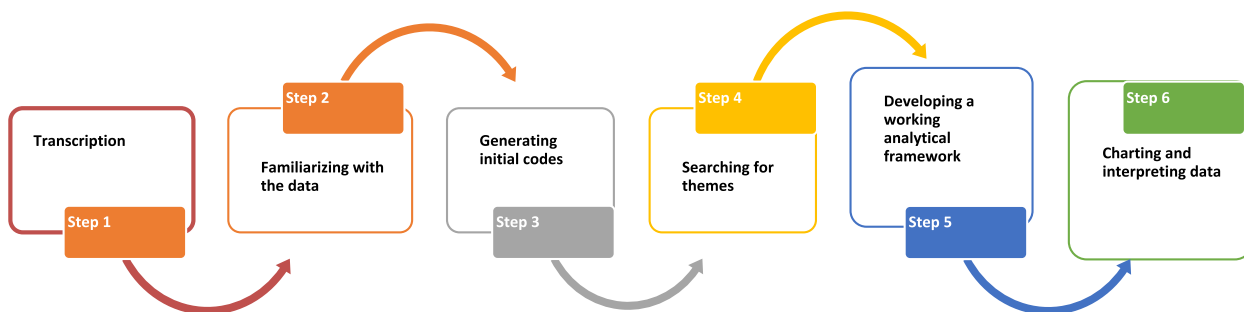 Transcription
Step 1
Step 2
Familiarizing with
the data
Generating
initial codes
Step 3
Step 4
Searching for
themes
Developing a
working
analytical
framework
Step 5
Step 6
Charting and
interpreting data